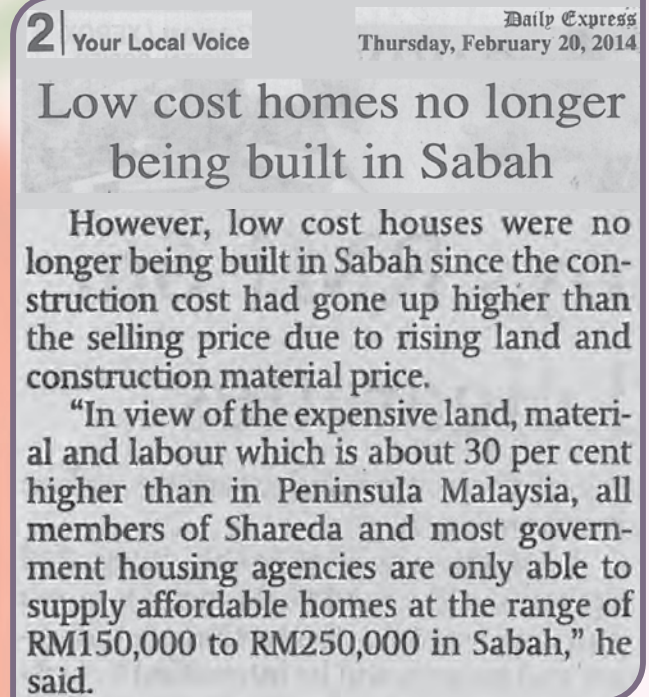 2 Your Local Voice
Daily Express
Thursday, February 20, 2014
Low cost homes no longer
being built in Sabah
However, low cost houses were no
longer being built in Sabah since the con-
struction cost had gone up higher than
the selling price due to rising land and
construction material price.
“In view of the expensive land, materi-
al and labour which is about 30 per cent
higher than in Peninsula Malaysia, all
members of Shareda and most govern-
ment housing agencies are only able to
supply affordable homes at the range of
RM150,000 to RM250,000 in Sabah,” he
said.